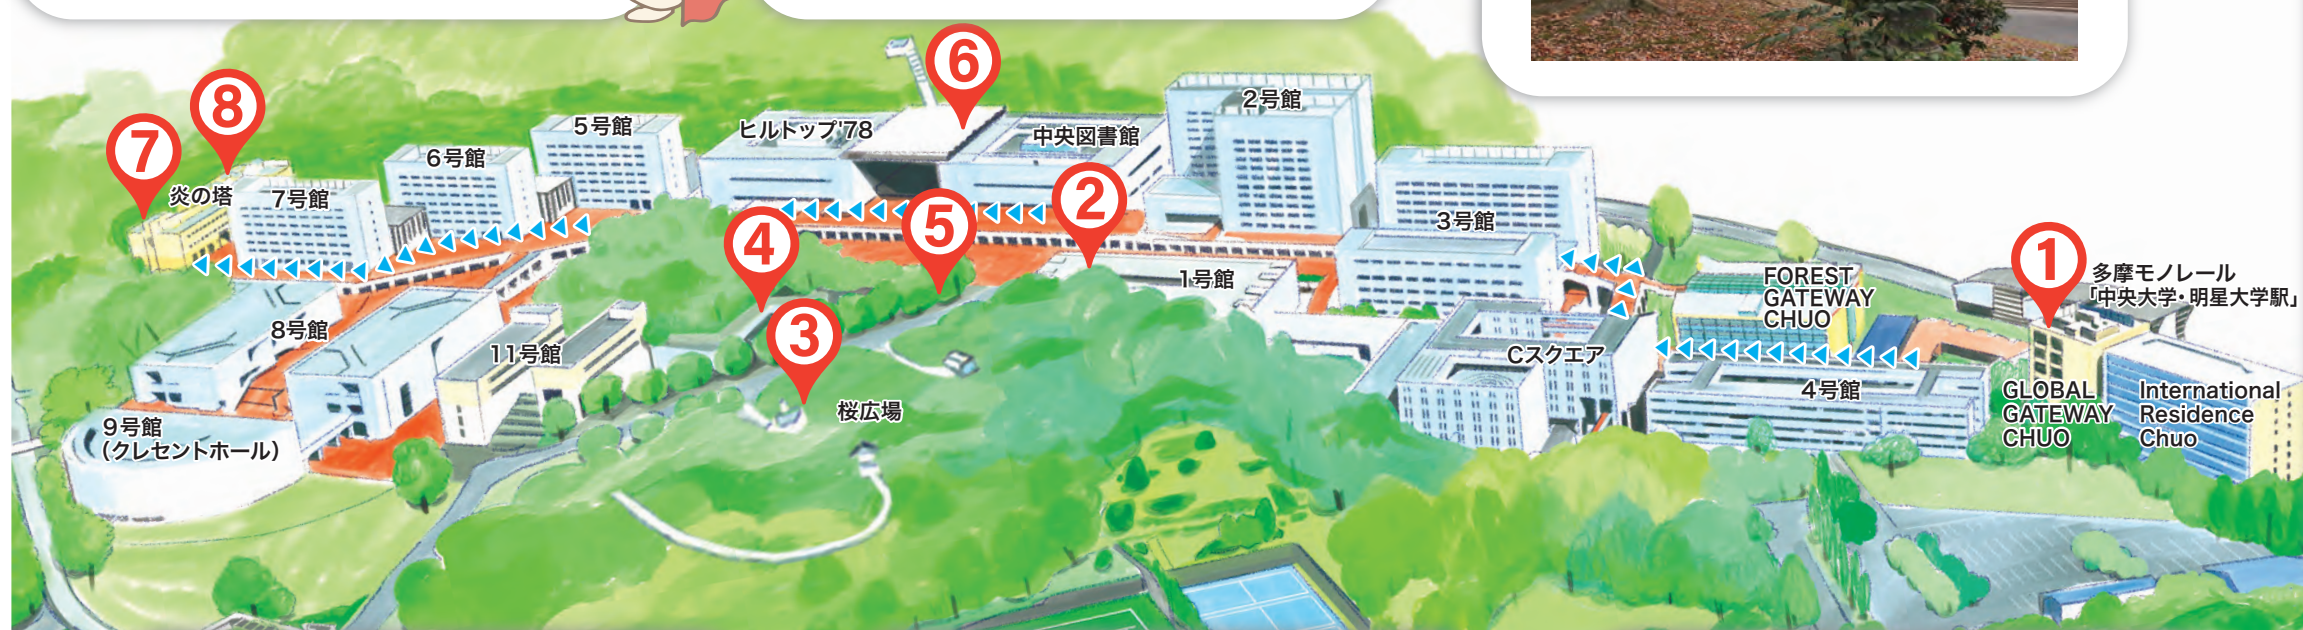 6
8
7
2号館
5号館
ヒルトップ'78
中央図書館
6号館
炎の塔
7号館
2
5
4
3号館
1
1号館
多摩モノレール
「中央大学・明星大学駅」
FOREST
GATEWAY
CHUO
3
8号館
11号館
Cスクエア
4号館
GLOBAL
GATEWAY
CHUO
International
Residence
Chuo
桜広場
9号館
(クレセントホール)